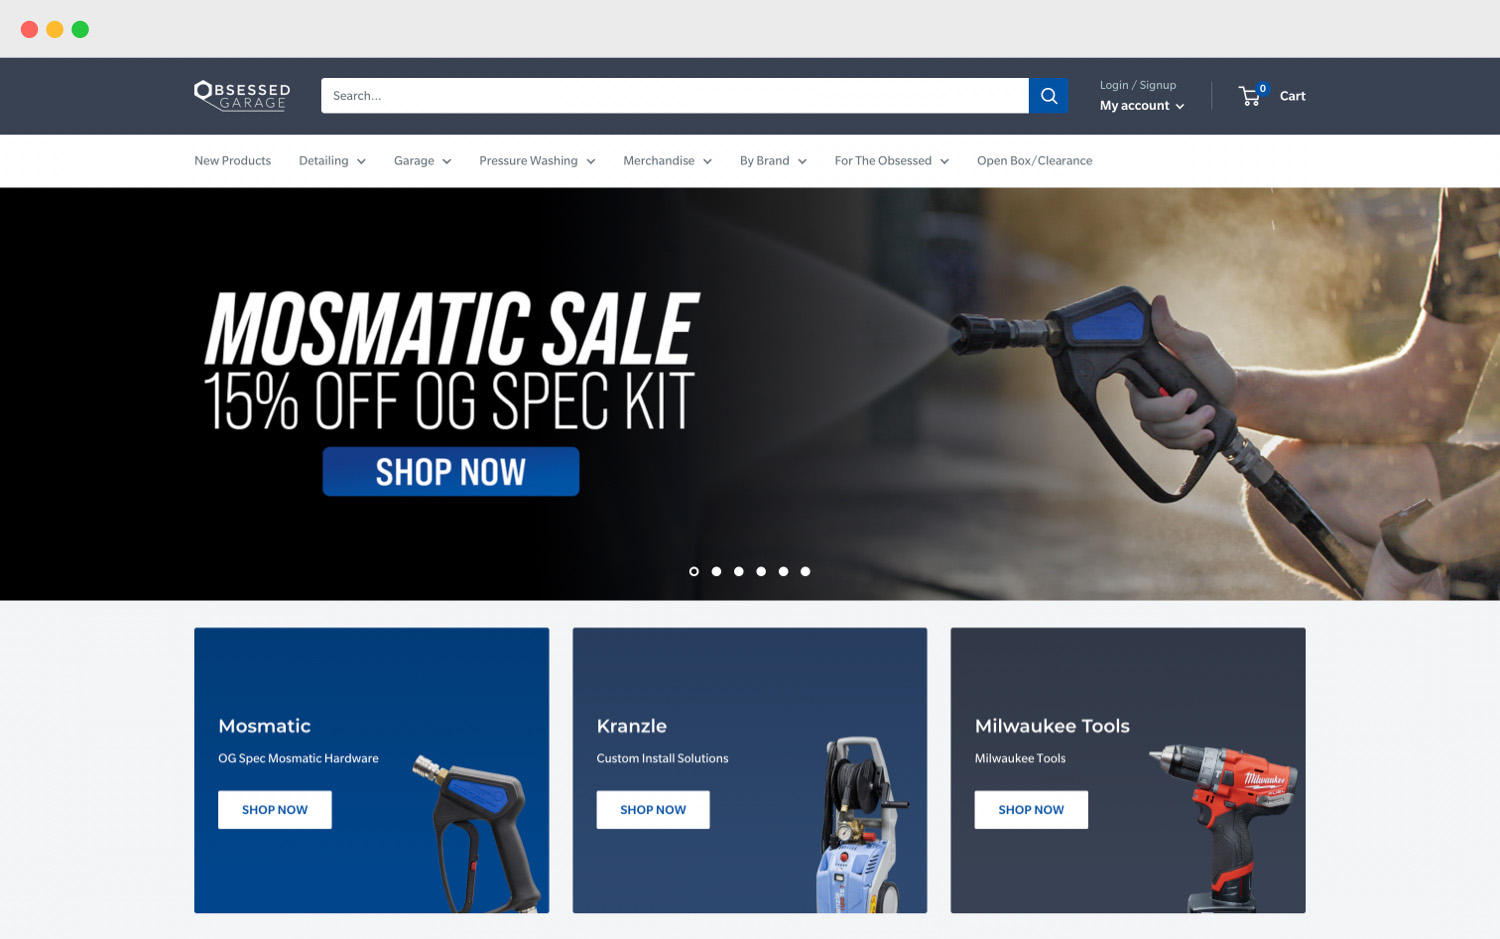 OBSESSED
GARAGE
Search...
Login / Signup
My account
0
Cart
New Products
Detailing
Garage
Pressure Washing
Merchandise
By Brand
For The Obsessed
Open Box/Clearance
MOSMATIC SALE
15% OFF OG SPEC KIT
SHOP NOW
Mosmatic
OG Spec Mosmatic Hardware
SHOP NOW
Kranzle
Custom Install Solutions
SHOP NOW
Milwaukee Tools
Milwaukee Tools
SHOP NOW
Milwaukee
FUEL